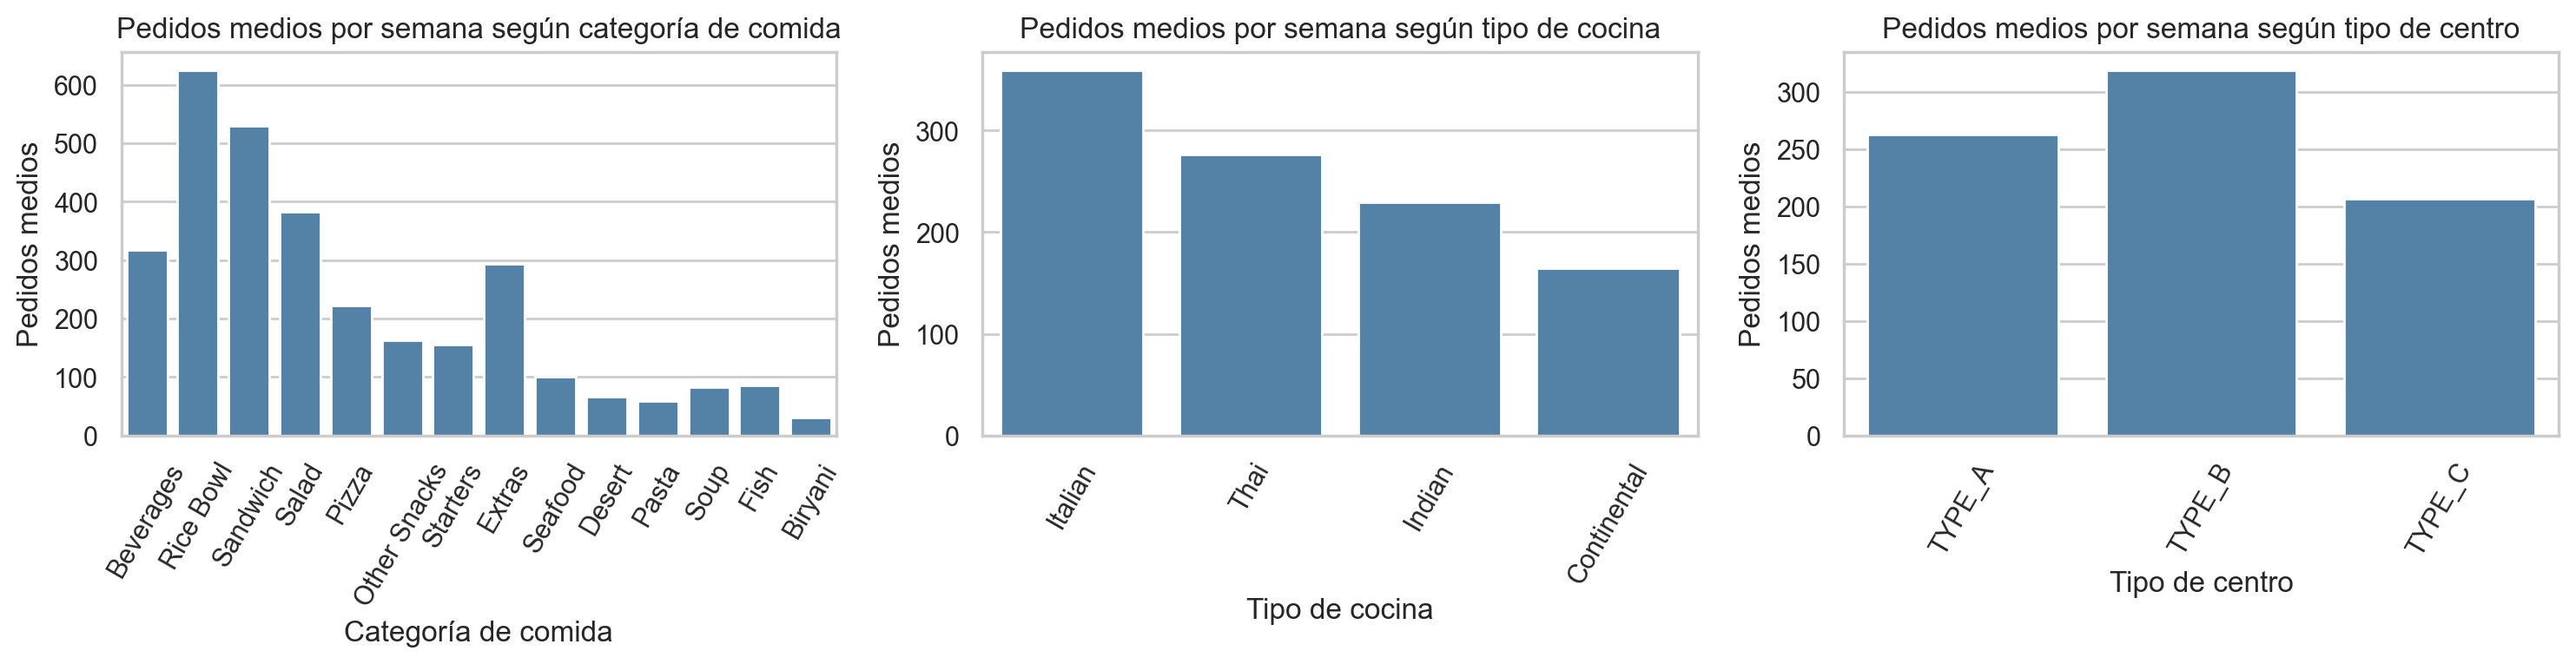 Pedidos medios por semana según categoría de comida
Pedidos medios
600
500
400
300
200
100
0
Beverages
Rice Bowl
Sandwich
Salad
Pizza
Other Snacks
Starters
Extras
Seafood
Desert
Pasta
Soup
Fish
Biryani
Categoría de comida
Pedidos medios por semana según tipo de cocina
Pedidos medios
300
200
100
0
Italian
Thai
Indian
Continental
Tipo de cocina
Pedidos medios por semana según tipo de centro
Pedidos medios
300
250
200
150
100
50
0
TYPE_A
TYPE_B
TYPE_C
Tipo de centro